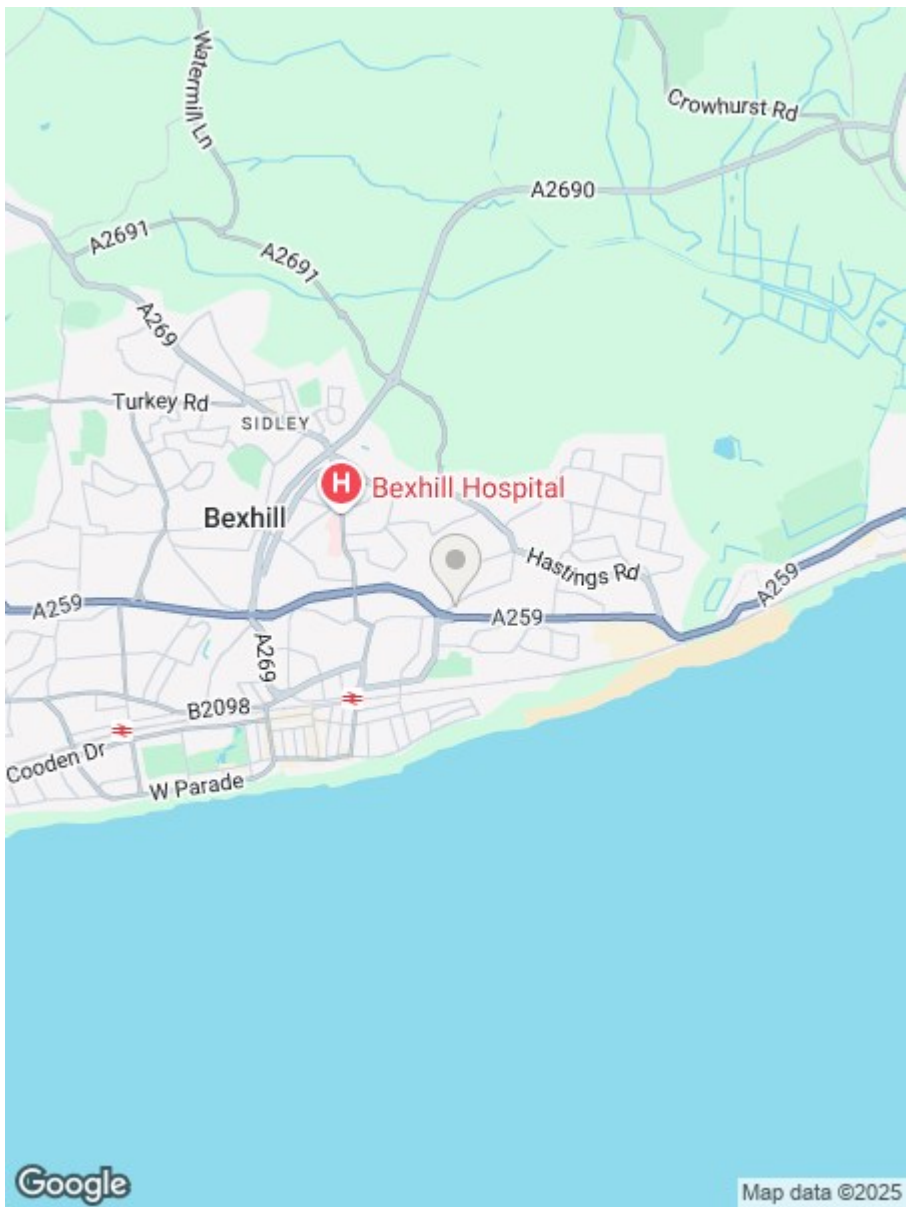 Watermill Ln
Crowhurst Rd
A2690
A2691
A2691
A269
Turkey Rd
SIDLEY
H
Bexhill Hospital
Bexhill
Hastings Rd
A259
A259
A259
A269
B2098
Cooden Dr
W Parade
Google
Map data ©2025